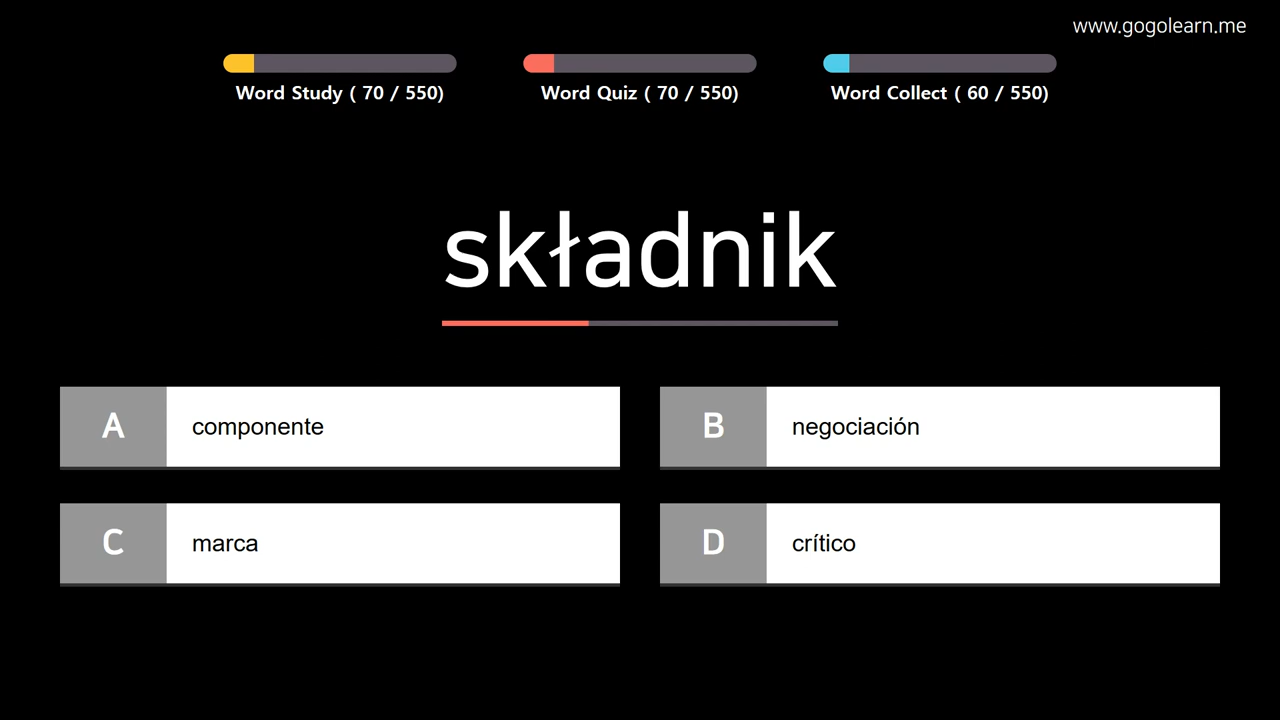 www.gogolearn.me
Word Study ( 70 / 550)
Word Quiz ( 70 / 550)
Word Collect ( 60 / 550)
składnik
A componente
B negociación
C marca
D crítico